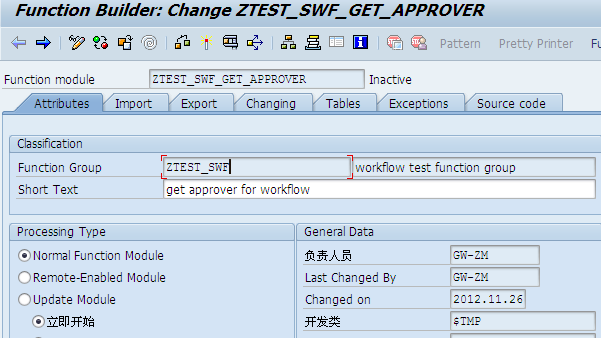 Function Builder: Change ZTEST_SWF_GET_APPROVER
Pattern Pretty Printer Fu
Function module ZTEST_SWF_GET_APPROVER Inactive
Attributes Import Export Changing Tables Exceptions Source code
Classification
Function Group ZTEST_SWF workflow test function group
Short Text get approver for workflow
Processing Type
Normal Function Module
Remote-Enabled Module
Update Module
立即开始
General Data
负责人员 GW-ZM
Last Changed By GW-ZM
Changed on 2012.11.26
开发类 $TMP